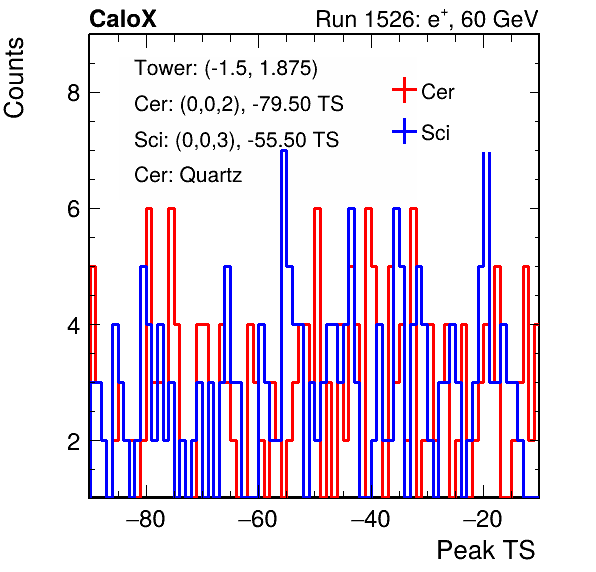 CaloX Run 1526: e⁺, 60 GeV
Counts
Tower: (-1.5, 1.875)
Cer: (0,0,2), -79.50 TS
Sci: (0,0,3), -55.50 TS
Cer: Quartz
Cer
Sci
8
6
4
2
−80 −60 −40 −20
Peak TS